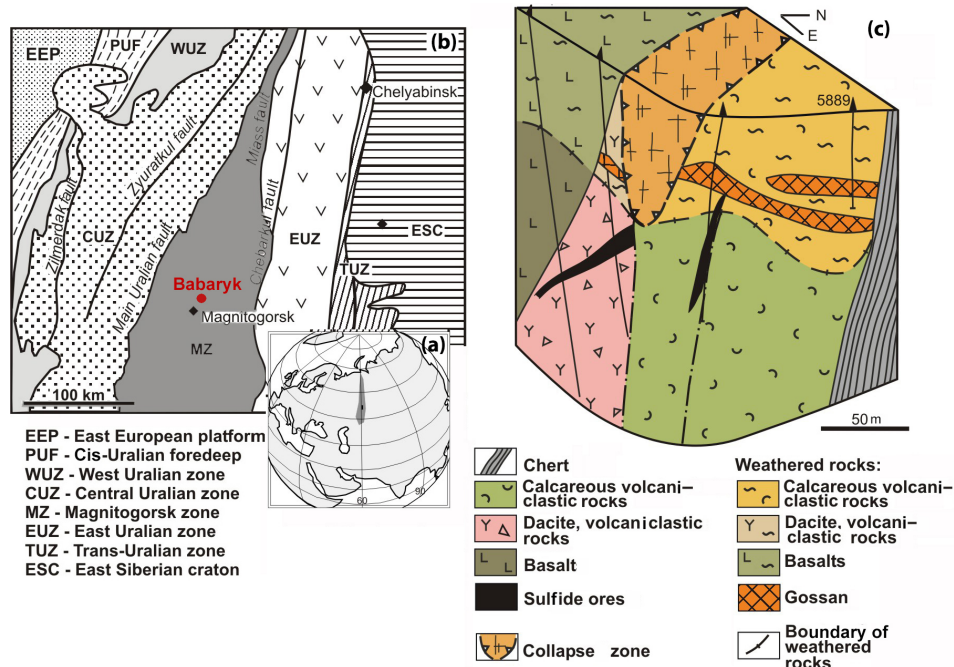 (b)
EEP
PUF
WUZ
Chelyabinsk
Miass fault
Zyuratkul fault
Zilmerdak fault
CUZ
Main Uralian fault
Chebarkul fault
EUZ
ESC
TUZ
Babaryk
Magnitogorsk
MZ
100 km
(a)
60
90
EEP - East European platform
PUF - Cis-Uralian foredeep
WUZ - West Uralian zone
CUZ - Central Uralian zone
MZ - Magnitogorsk zone
EUZ - East Uralian zone
TUZ - Trans-Uralian zone
ESC - East Siberian craton
N
E
(c)
5889
50 m
Chert
Calcareous volcani–
clastic rocks
Dacite, volcaniclastic
rocks
Basalt
Sulfide ores
Collapse zone
Weathered rocks:
Calcareous volcani–
clastic rocks
Dacite, volcani–
clastic rocks
Basalts
Gossan
Boundary of
weathered
rocks